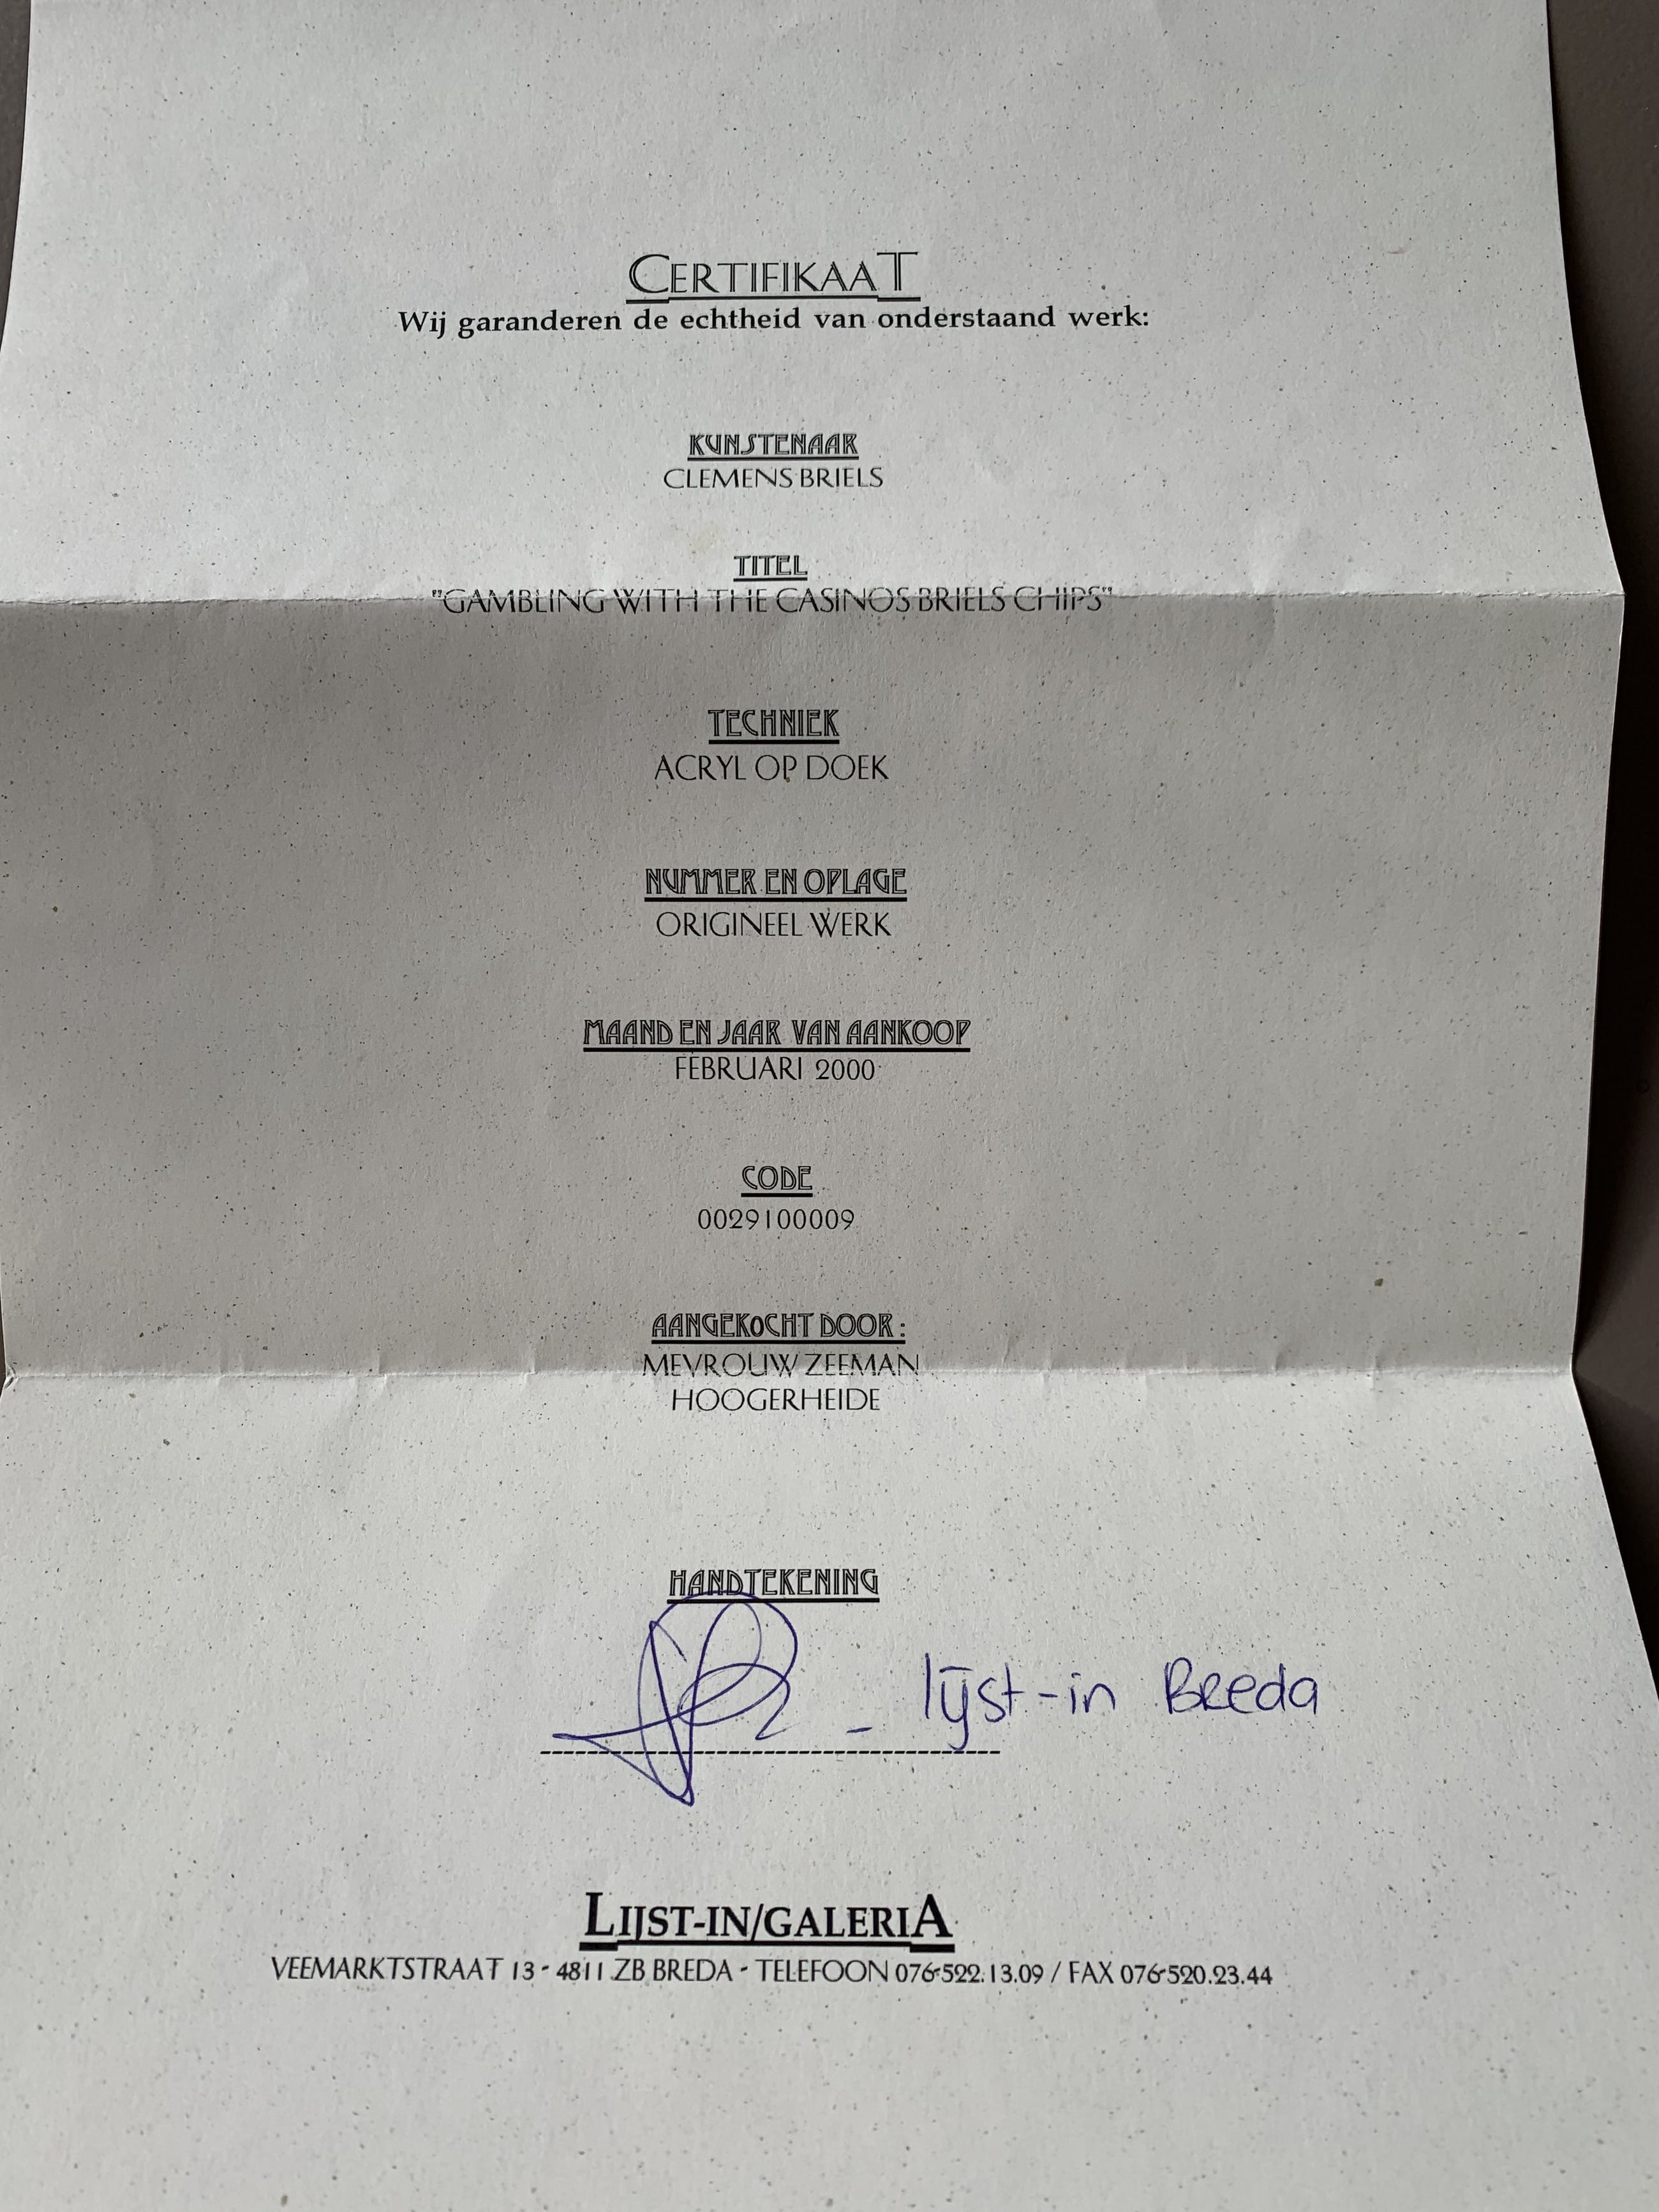 CERTIFIKAAT
Wij garanderen de echtheid van onderstaand werk:
KUNSTENAAR
CLEMENS BRIELS
TITEL
"GAMBLING WITH THE CASINOS BRIELS CHIPS"
TECHNIEK
ACRYL OP DOEK
NUMMER EN OPLAGE
ORIGINEEL WERK
MAAND EN JAAR VAN AANKOOP
FEBRUARI 2000
CODE
0029100009
AANGEKOCHT DOOR:
MEVROUW ZEEMAN
HOOGERHEIDE
HANDTEKENING
- lijst-in Breda
LIJST-IN/GALERIA
VEEMARKTSTRAAT 13 - 4811 ZB BREDA - TELEFOON 076-522.13.09 / FAX 076-520.23.44